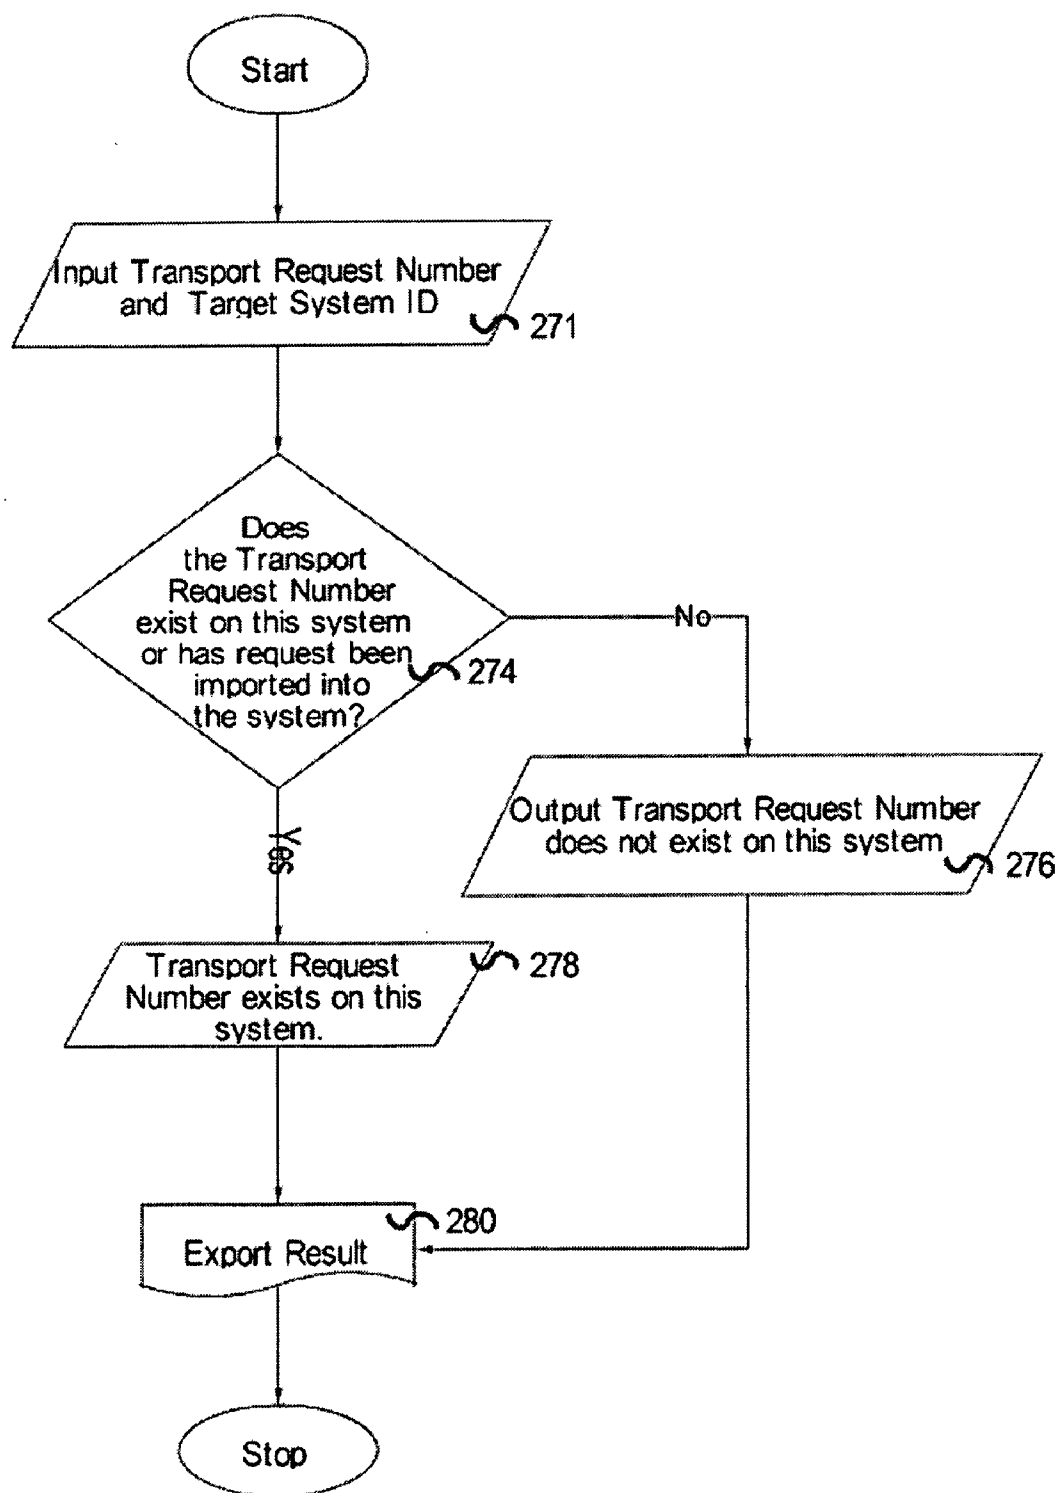 Start
Input Transport Request Number
and Target System ID
271
Does
the Transport
Request Number
exist on this system
or has request been
imported into
the system?
274
No
Output Transport Request Number
does not exist on this system
276
Yes
Transport Request
Number exists on this
system.
278
280
Export Result
Stop